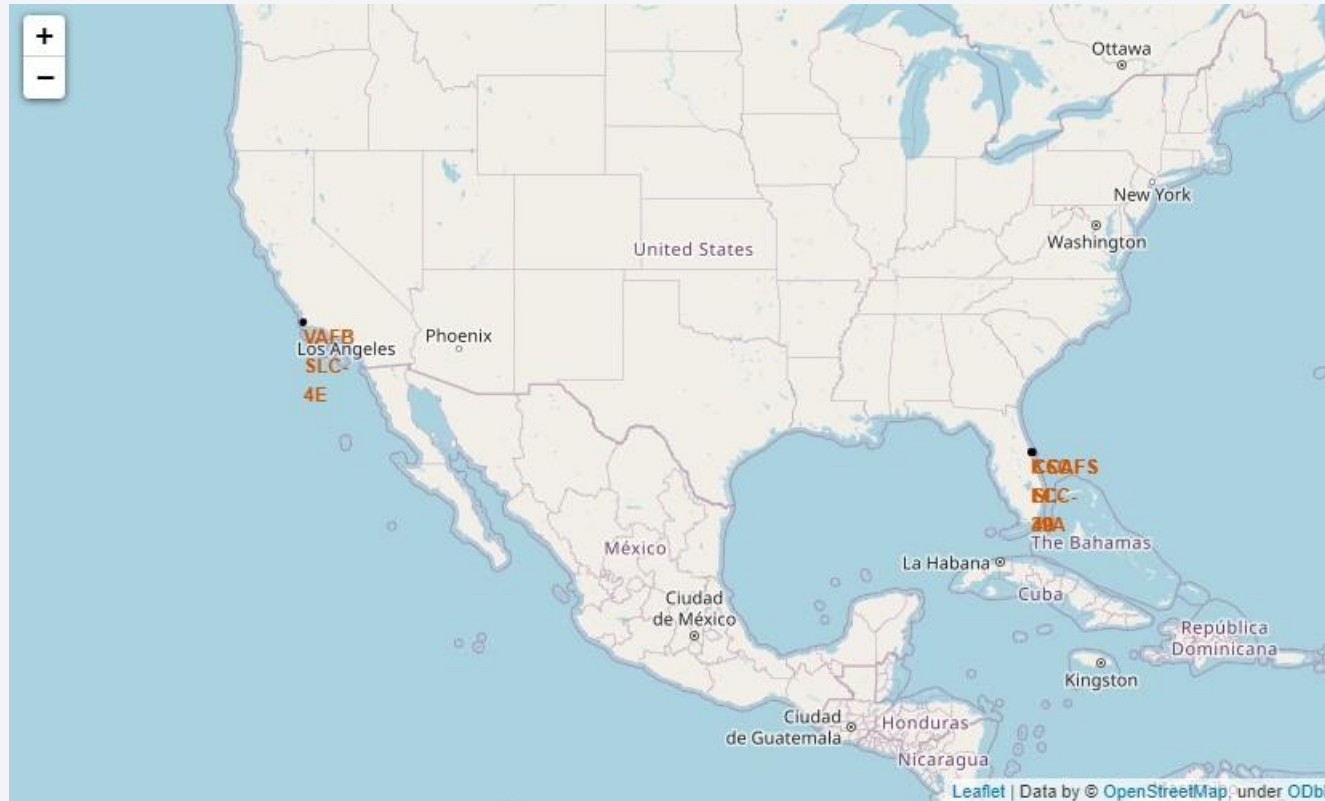 +
−
Ottawa
New York
Washington
United States
VAFB
Los Angeles
Phoenix
SLC-
4E
The Bahamas
México
La Habana
Cuba
Ciudad
de México
República
Dominicana
Kingston
Ciudad
de Guatemala
Honduras
Nicaragua
Leaflet | Data by © OpenStreetMap, under ODbl